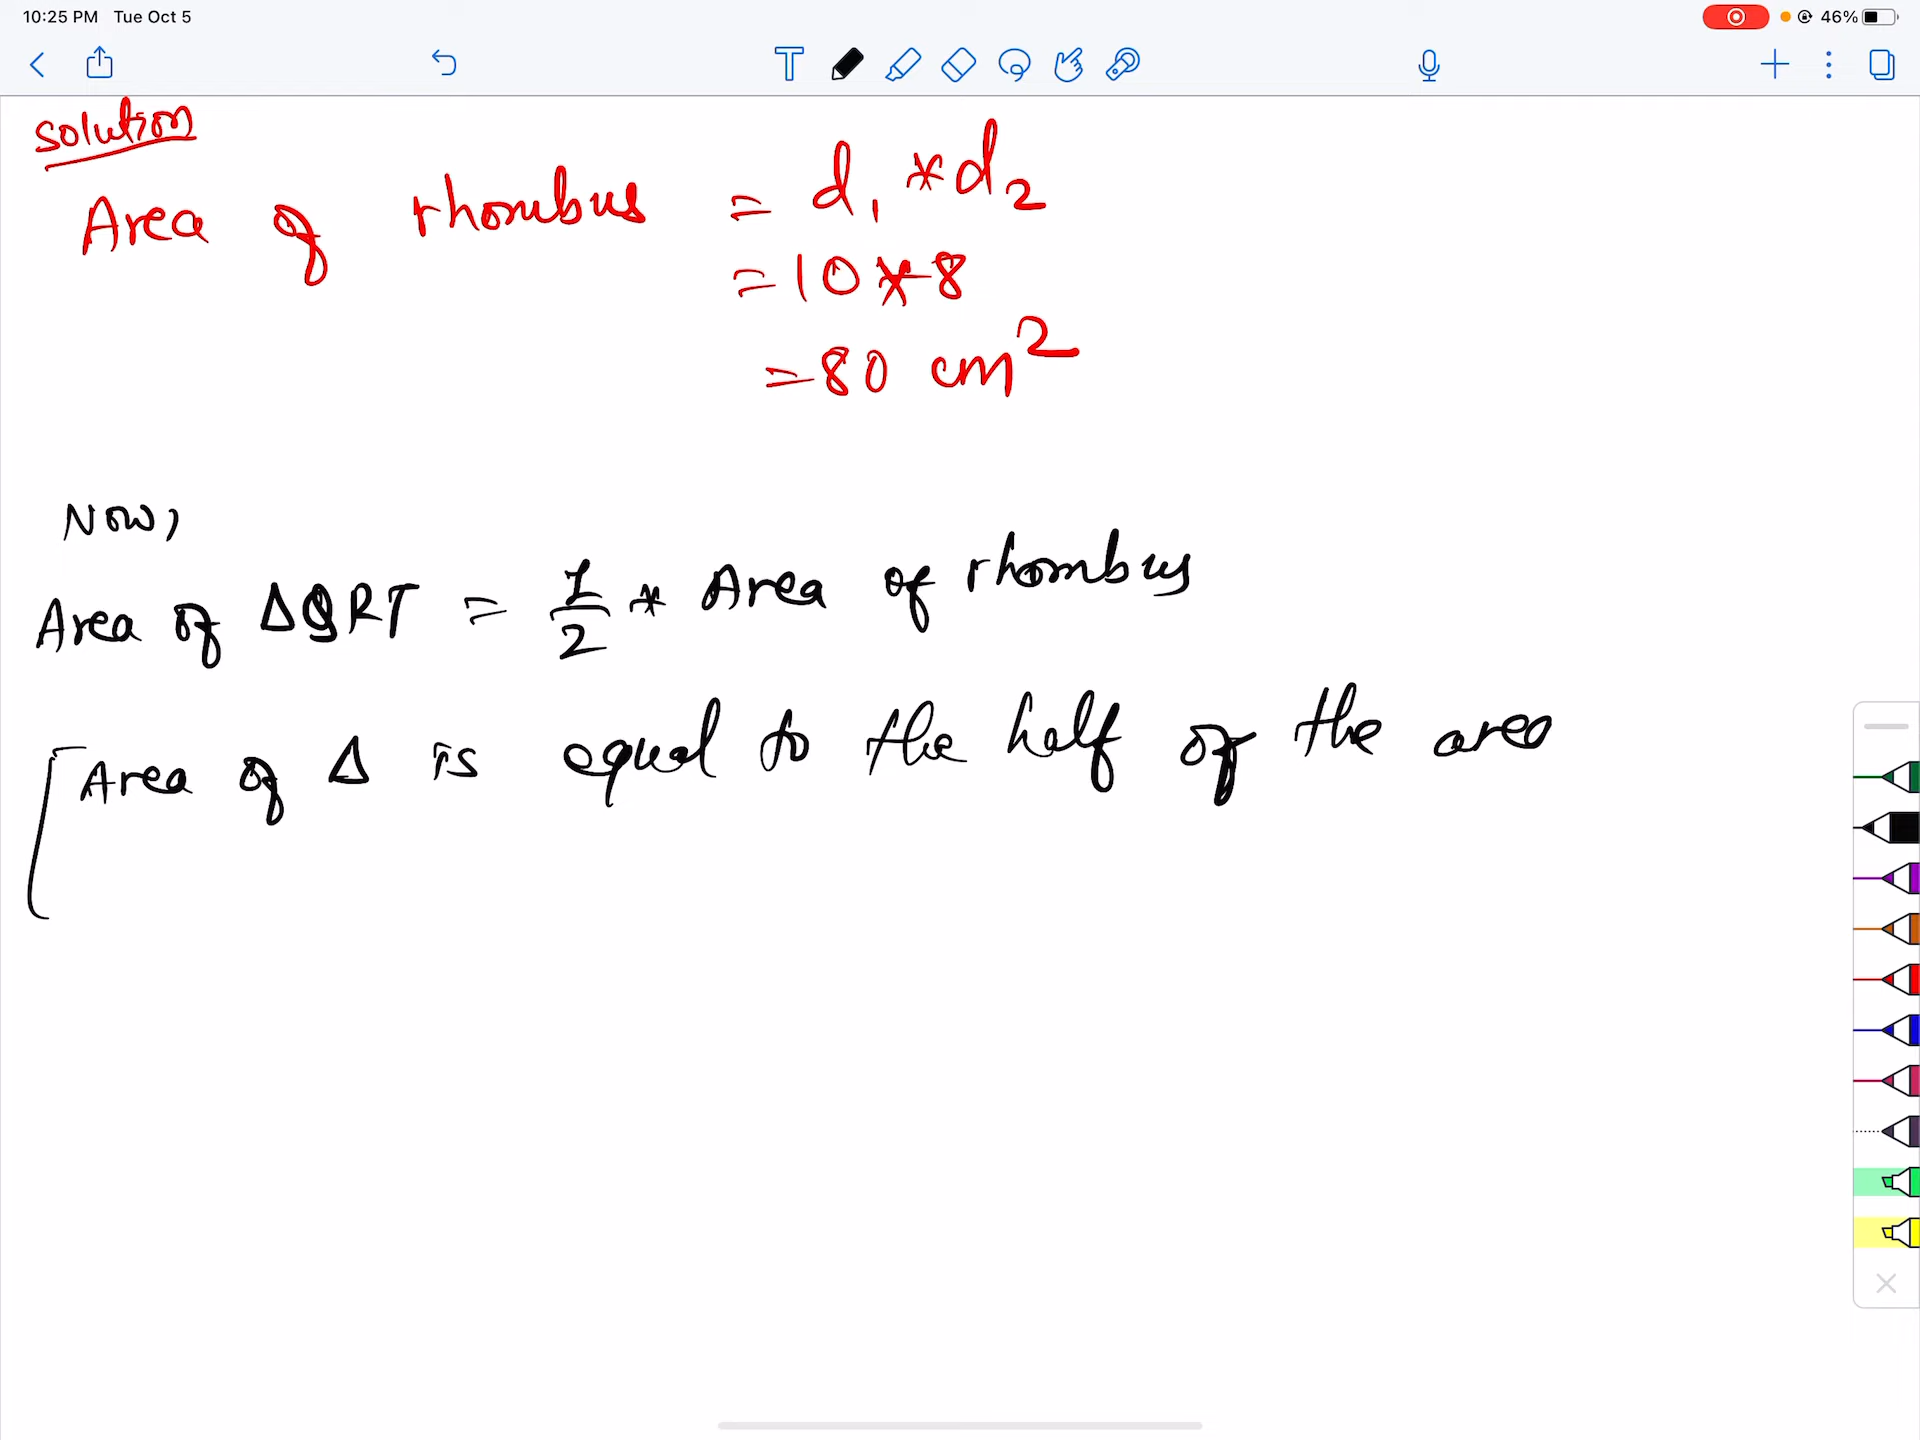 10:25 PM Tue Oct 5
46%
solution
Area of rhombus = d₁ * d₂
= 10 * 8
= 80 cm²
Now,
Area of ΔQRT = 1/2 * Area of rhombus
[Area of Δ is equal to the half of the area